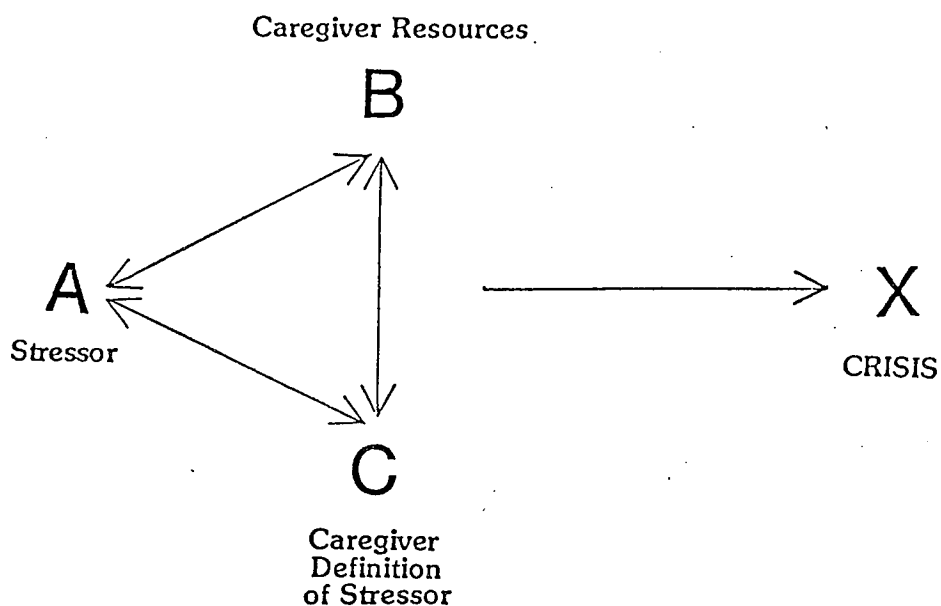 Caregiver Resources
B
A
Stressor
X
CRISIS
C
Caregiver
Definition
of Stressor